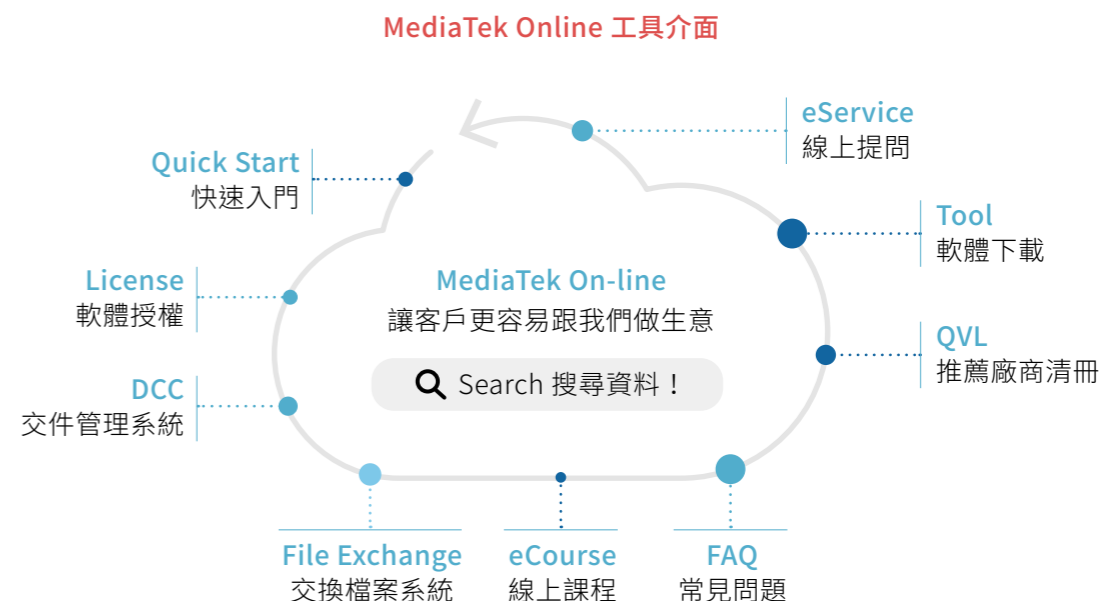 MediaTek Online 工具介面
eService
線上提問
Quick Start
快速入門
Tool
軟體下載
License
軟體授權
MediaTek On-line
讓客戶更容易跟我們做生意
Search 搜尋資料！
QVL
推薦廠商清冊
DCC
交件管理系統
File Exchange
交換檔案系統
eCourse
線上課程
FAQ
常見問題